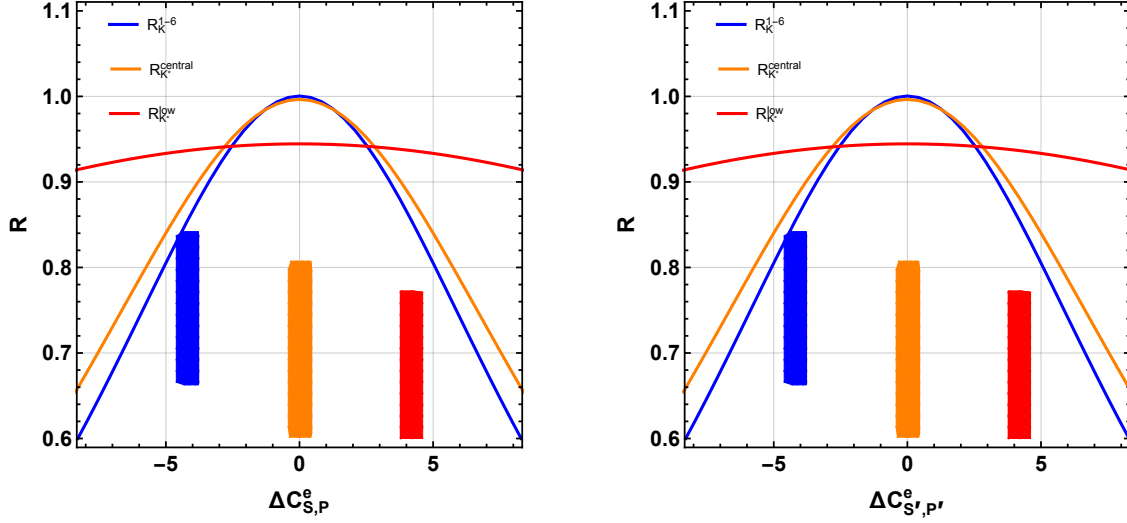 1.1
1.0
0.9
0.8
0.7
0.6
R
R_K^{1-6}
R_{K*}^{central}
R_{K*}^{low}
−5 0 5
ΔC^e_{S,P}
1.1
1.0
0.9
0.8
0.7
0.6
R
R_K^{1-6}
R_{K*}^{central}
R_{K*}^{low}
−5 0 5
ΔC^e_{S′,P′}